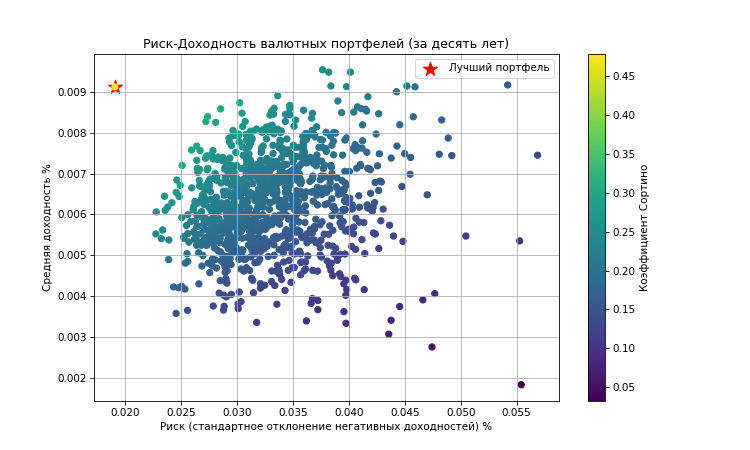 Риск-Доходность валютных портфелей (за десять лет)
Лучший портфель
0.009
0.008
0.007
0.006
0.005
0.004
0.003
0.002
Средняя доходность %
0.020 0.025 0.030 0.035 0.040 0.045 0.050 0.055
Риск (стандартное отклонение негативных доходностей) %
0.45
0.40
0.35
0.30
0.25
0.20
0.15
0.10
0.05
Коэффициент Сортино